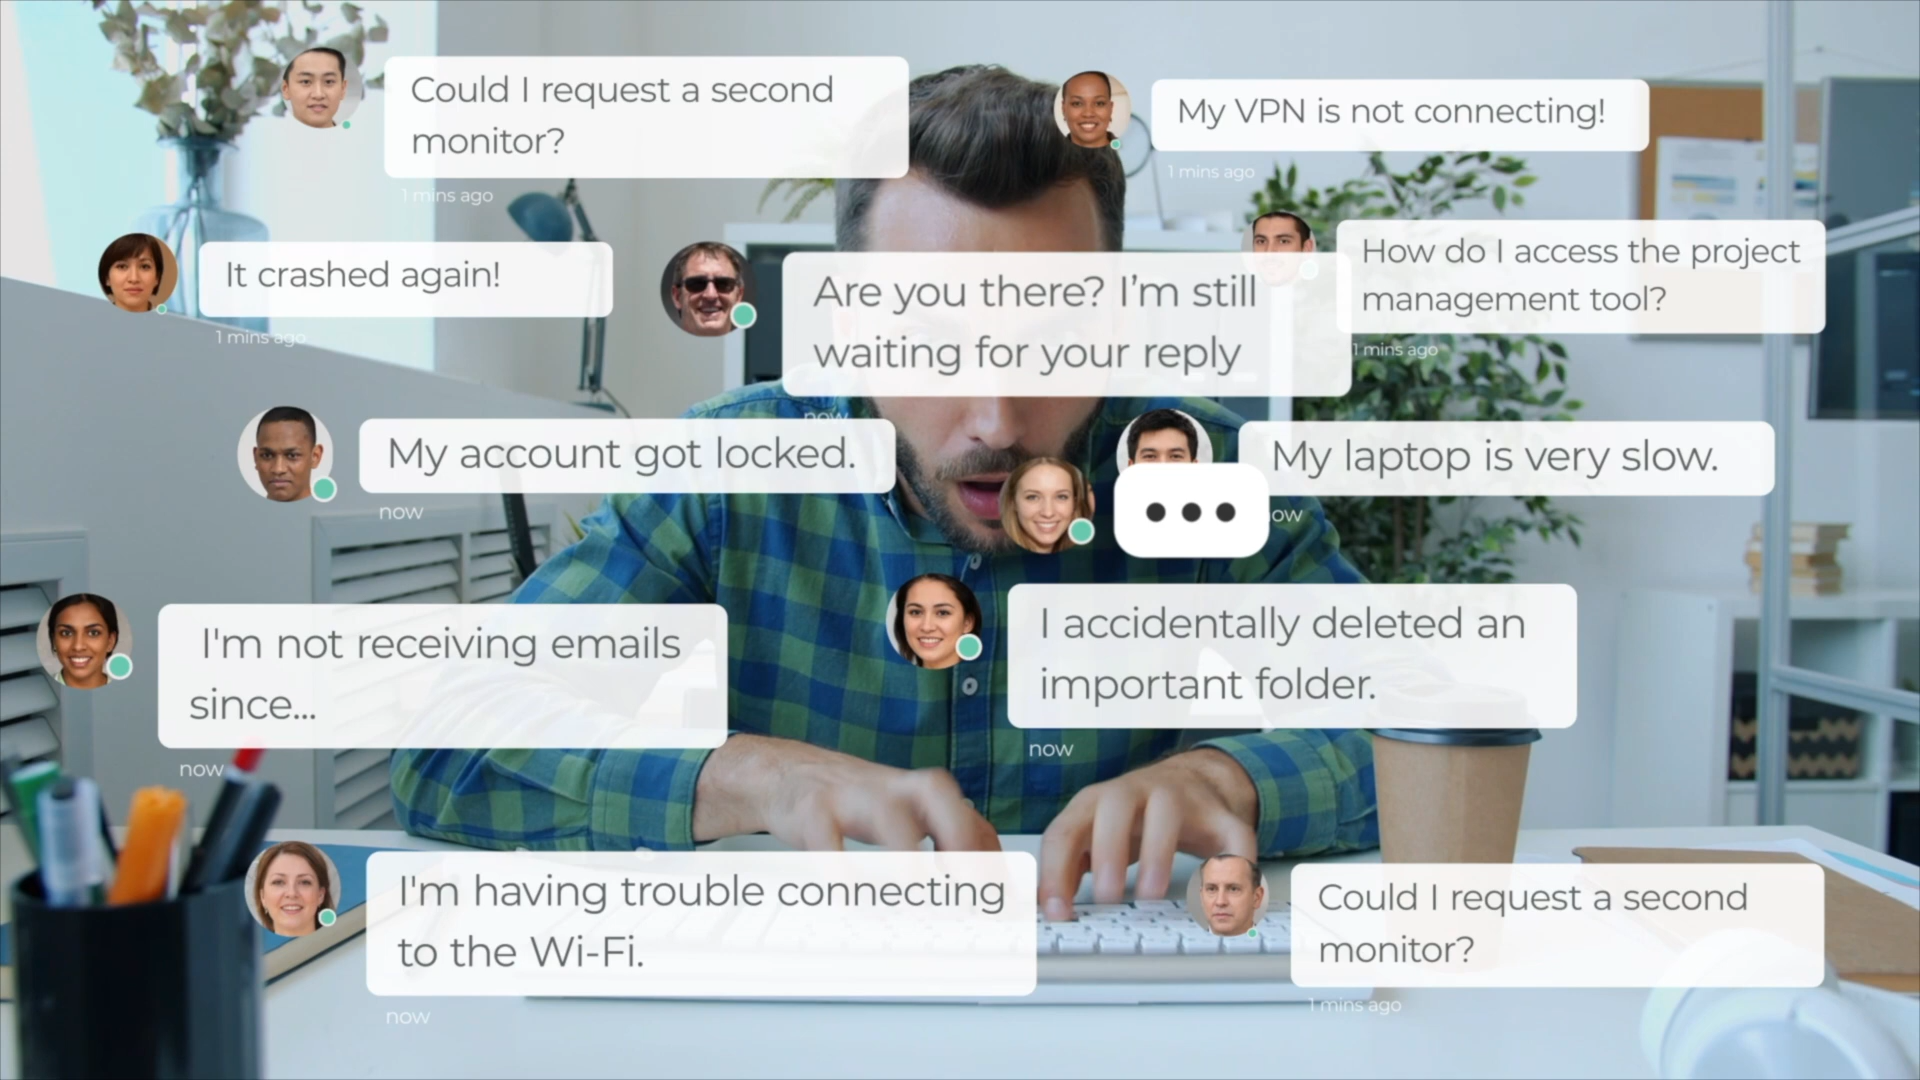 Could I request a second
monitor?
1 mins ago
My VPN is not connecting!
1 mins ago
It crashed again!
1 mins ago
Are you there? I’m still
waiting for your reply
now
How do I access the project
management tool?
1 mins ago
My account got locked.
now
My laptop is very slow.
ow
I'm not receiving emails
since...
now
I accidentally deleted an
important folder.
now
I'm having trouble connecting
to the Wi-Fi.
now
Could I request a second
monitor?
1 mins ago